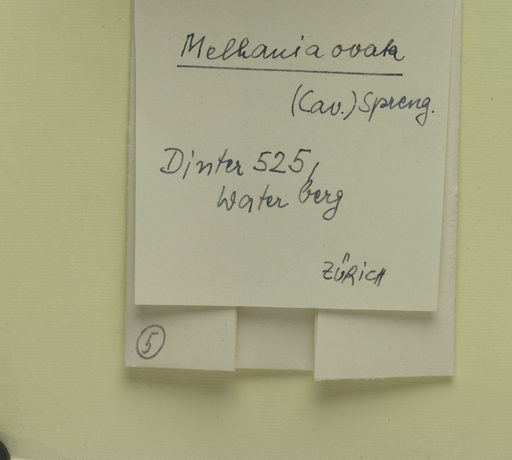 Melhania ovata
(Cav.) Spreng.
Dinter 525,
Waterberg
ZÜRICH
5